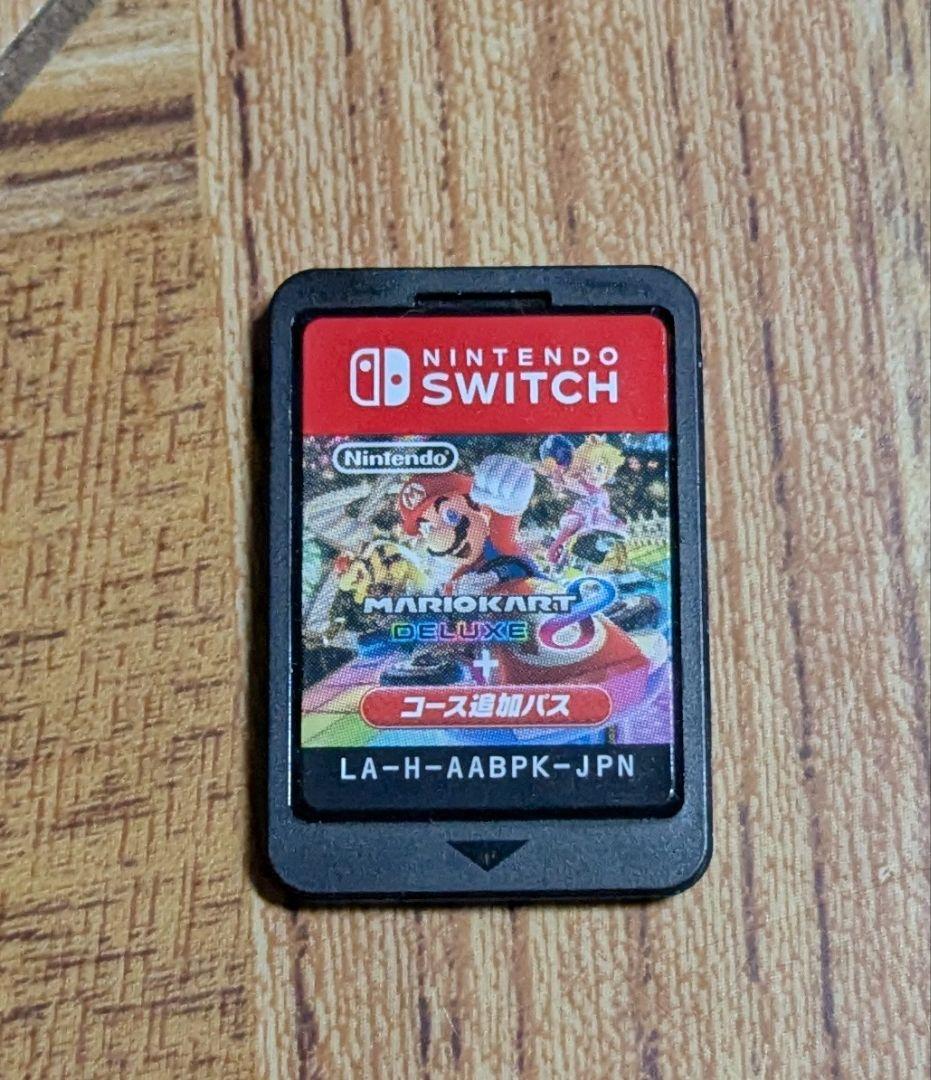 NINTENDO
SWITCH
Nintendo
MARIOKART 8
DELUXE
+
コース追加パス
LA-H-AABPK-JPN